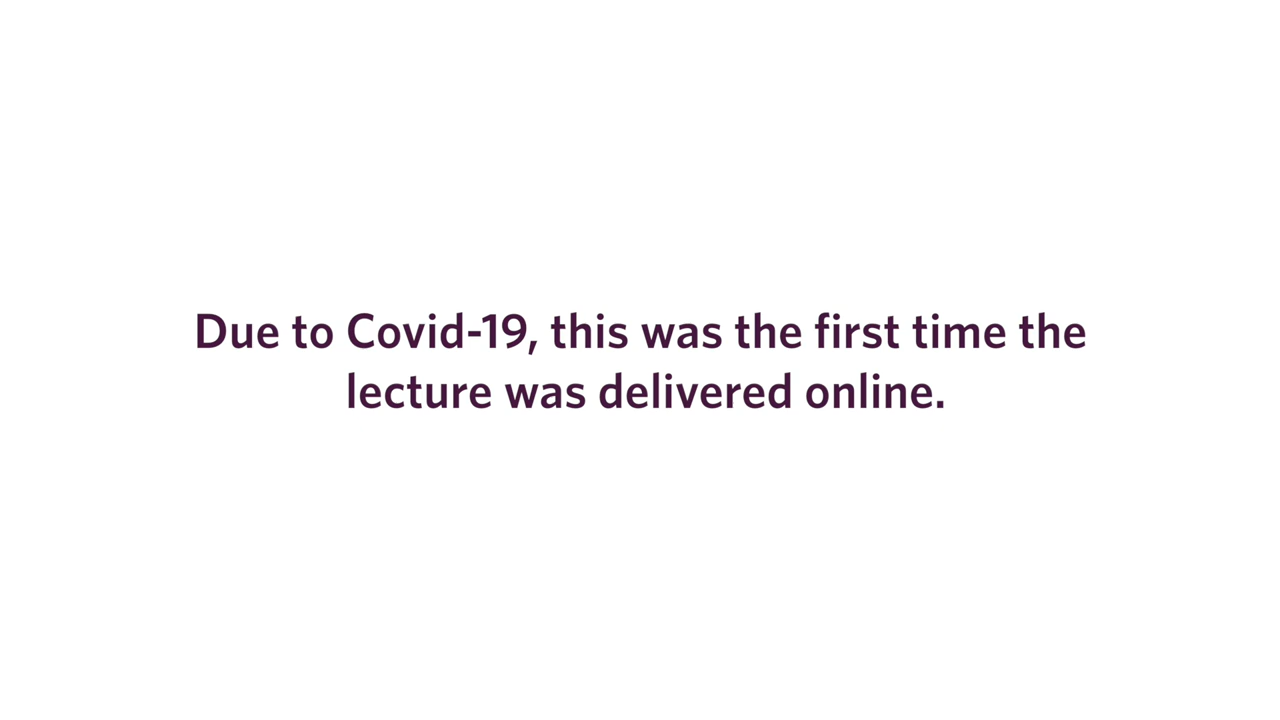 Due to Covid-19, this was the first time the
lecture was delivered online.